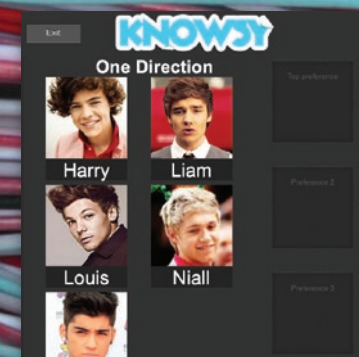 Exit
KNOWSY
One Direction
Top preference
Harry
Liam
Preference 2
Louis
Niall
Preference 3